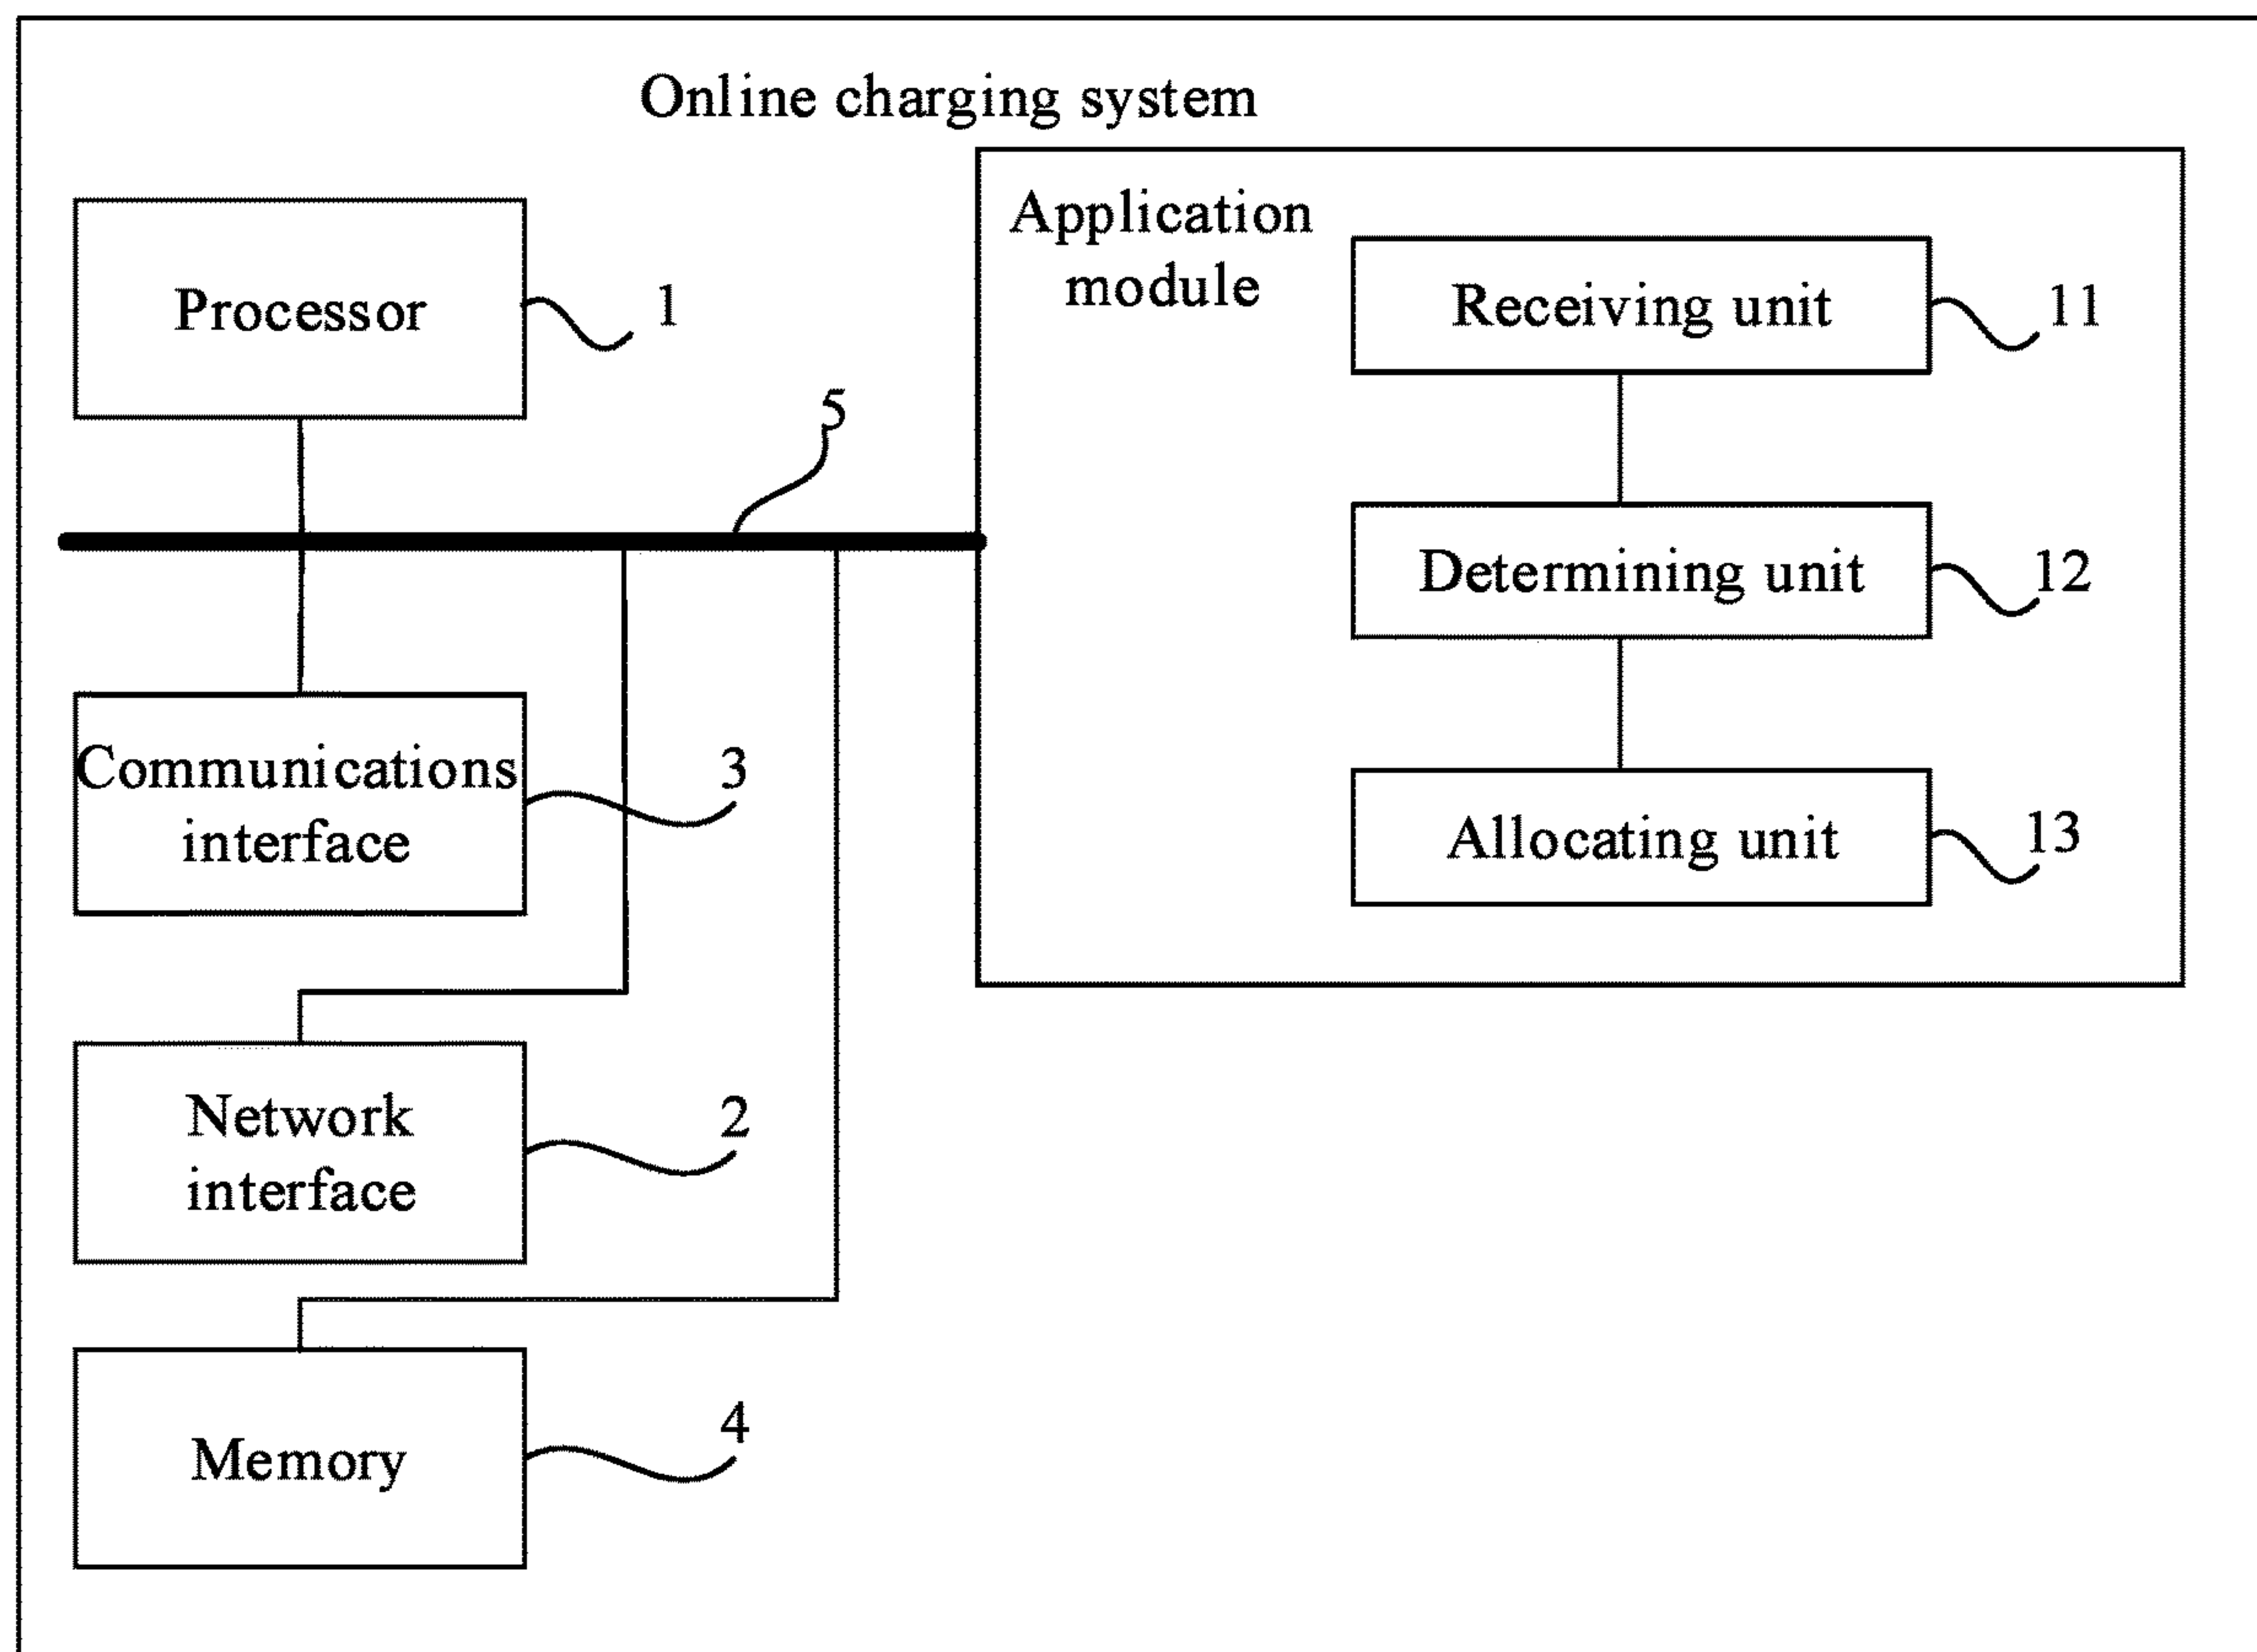 Online charging system
Processor
1
5
Communications
interface
3
Network
interface
2
Memory
4
Application
module
Receiving unit
11
Determining unit
12
Allocating unit
13